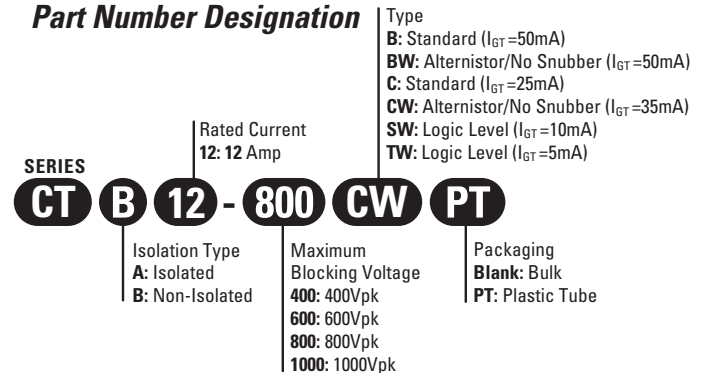 Part Number Designation
Type
B: Standard (IGT=50mA)
BW: Alternistor/No Snubber (IGT=50mA)
C: Standard (IGT=25mA)
CW: Alternistor/No Snubber (IGT=35mA)
SW: Logic Level (IGT=10mA)
TW: Logic Level (IGT=5mA)
Rated Current
12: 12 Amp
SERIES
CT B 12 - 800 CW PT
Isolation Type
A: Isolated
B: Non-Isolated
Maximum
Blocking Voltage
400: 400Vpk
600: 600Vpk
800: 800Vpk
1000: 1000Vpk
Packaging
Blank: Bulk
PT: Plastic Tube